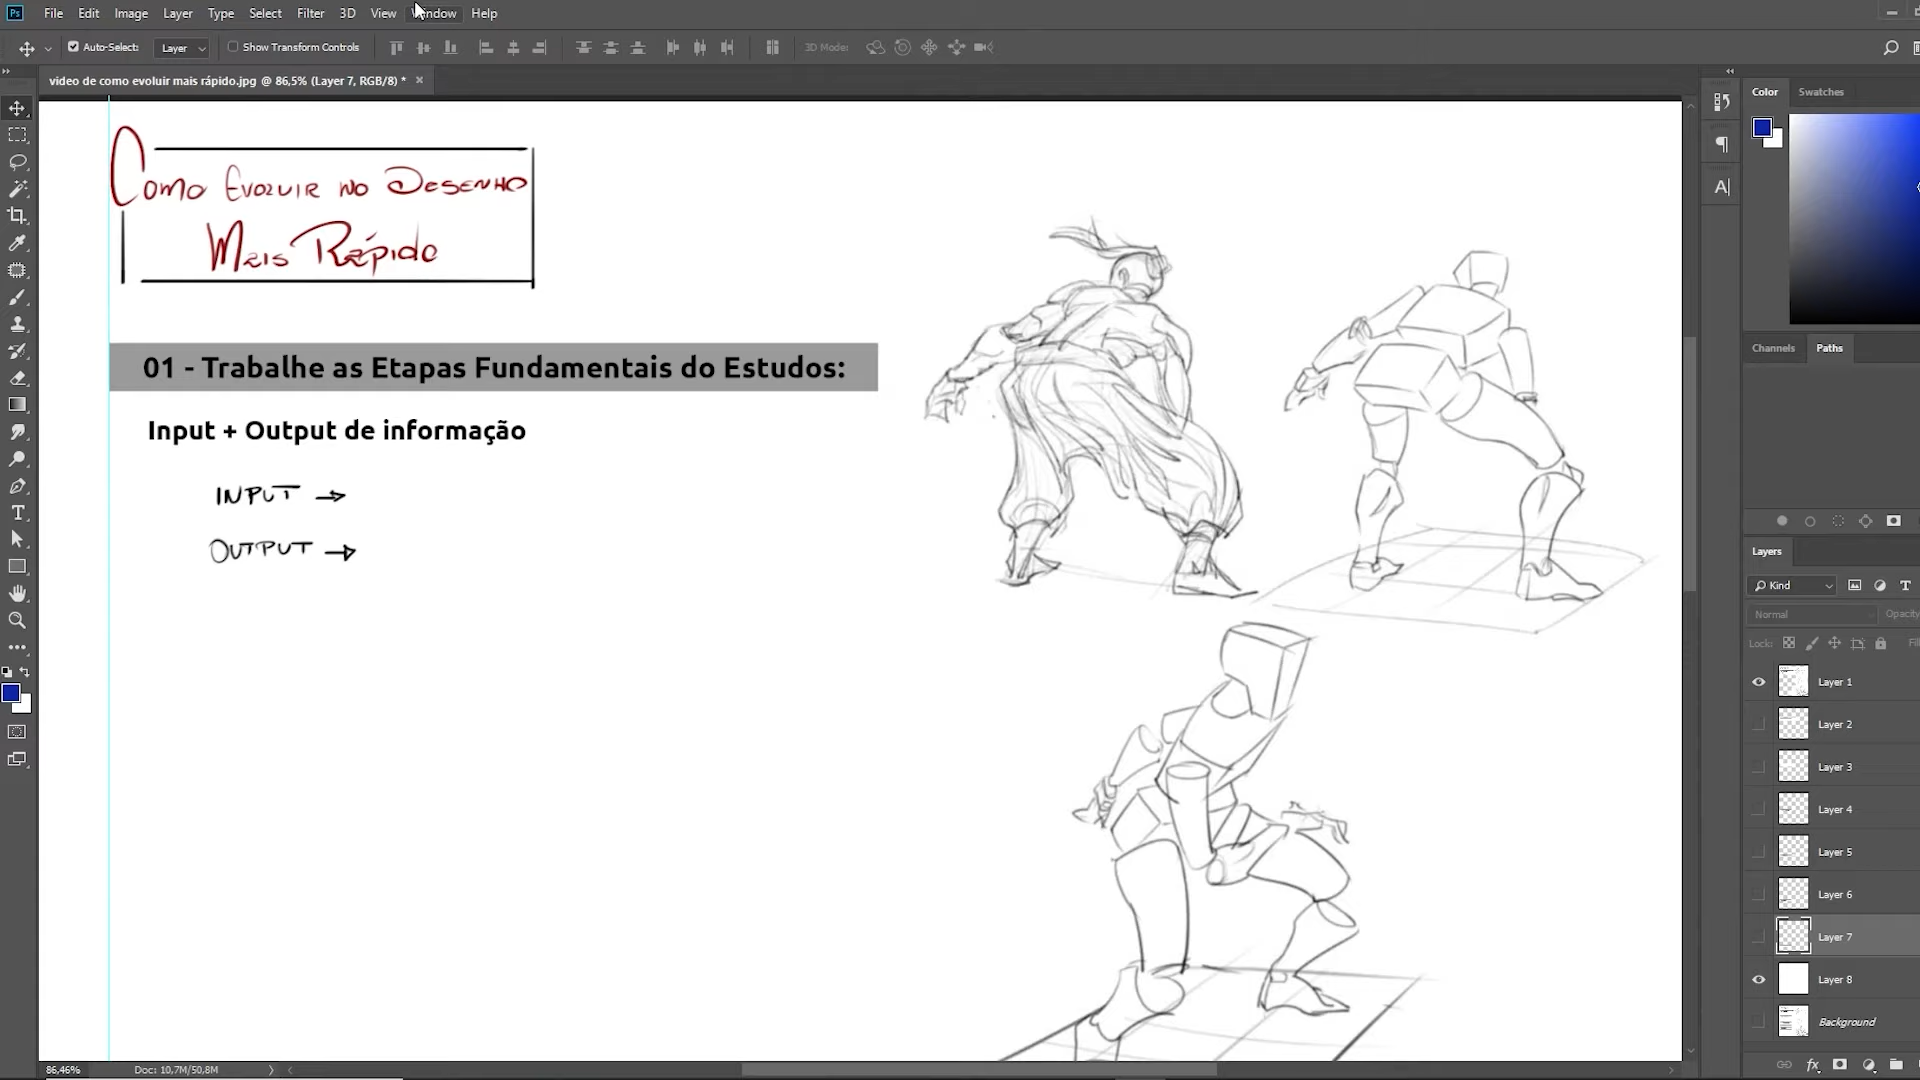 Ps File Edit Image Layer Type Select Filter 3D View Window Help
Auto-Select: Layer Show Transform Controls 3D Mode:
video de como evoluir mais rápido.jpg @ 86,5% (Layer 7, RGB/8) *
Color Swatches
Como Evoluir no Desenho
Mais Rápido
01 - Trabalhe as Etapas Fundamentais do Estudos:
Input + Output de informação
INPUT →
OUTPUT →
Channels Paths
Layers
Kind
Normal Opacity
Lock: Fil
Layer 1
Layer 2
Layer 3
Layer 4
Layer 5
Layer 6
Layer 7
Layer 8
Background
86,46% Doc: 10,7M/50,8M